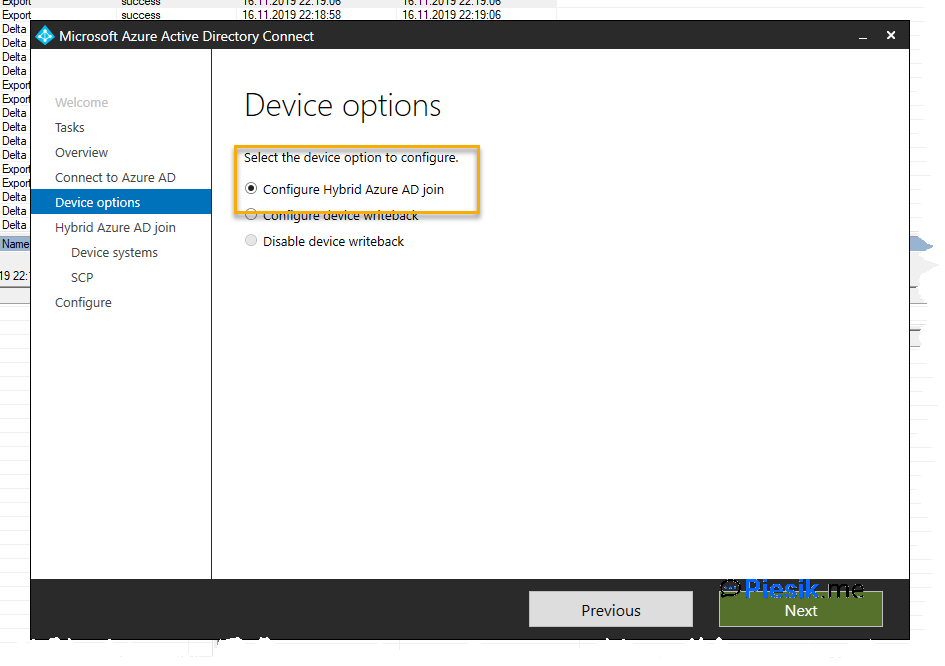 Export success 16.11.2019 22:19:06 16.11.2019 22:19:06
Export success 16.11.2019 22:18:58 16.11.2019 22:19:06
Delta
Microsoft Azure Active Directory Connect
Delta
Delta
Delta
Export
Export
Welcome
Delta
Device options
Delta
Tasks
Delta
Overview
Select the device option to configure.
Delta
Export
Connect to Azure AD
Export
Configure Hybrid Azure AD join
Delta
Device options
Delta
Configure device writeback
Delta
Hybrid Azure AD join
Name
Disable device writeback
Device systems
19 22:1
SCP
Configure
Piesik.me
Previous
Next